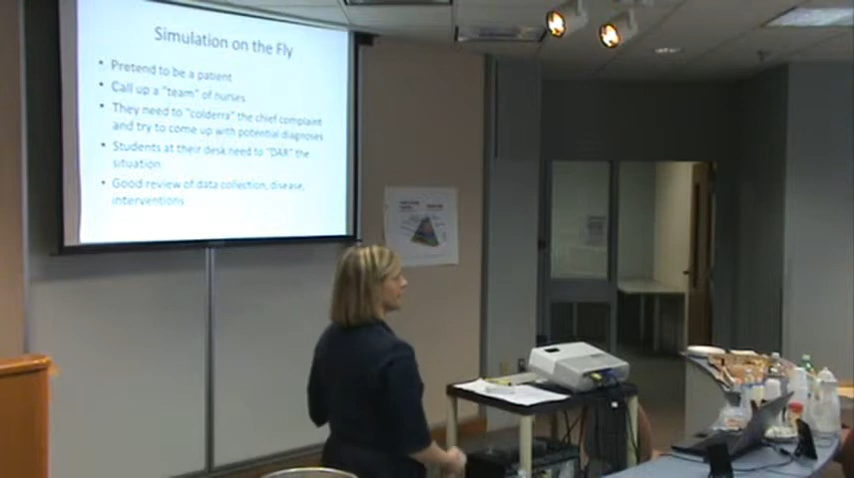 Simulation on the Fly
• Pretend to be a patient
• Call up a "team" of nurses
• They need to "colderra" the chief complaint
and try to come up with potential diagnoses
• Students at their desk need to "DAR" the
situation
• Good review of data collection, disease,
interventions